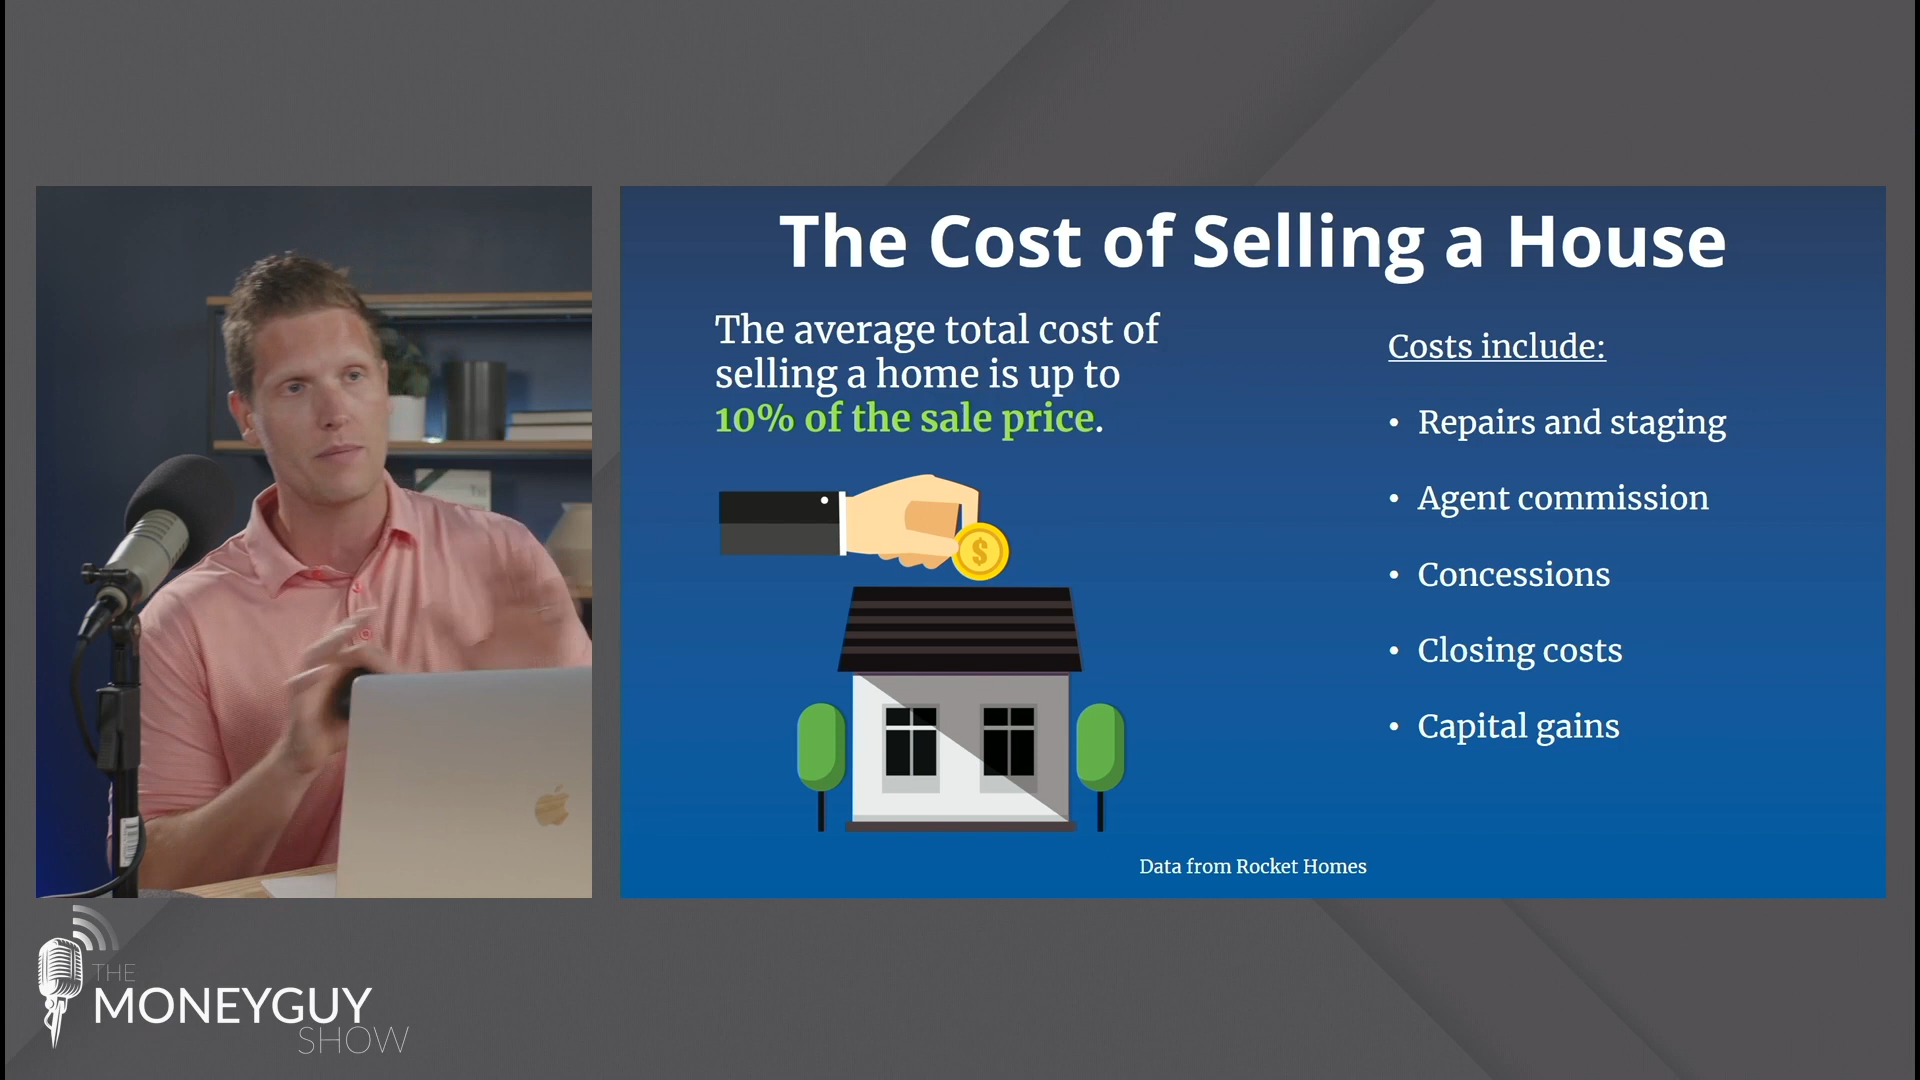 The Cost of Selling a House
The average total cost of
selling a home is up to
10% of the sale price.
$
Costs include:
• Repairs and staging
• Agent commission
• Concessions
• Closing costs
• Capital gains
Data from Rocket Homes
THE
MONEYGUY
SHOW